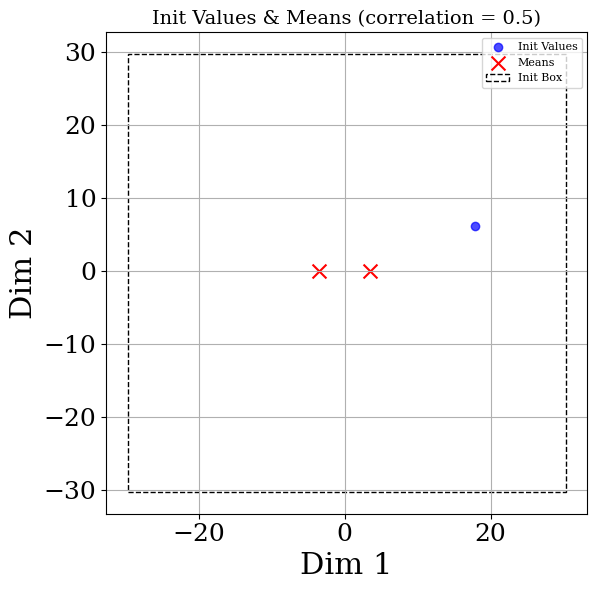 Init Values & Means (correlation = 0.5)
Init Values
Means
Init Box
30
20
10
0
−10
−20
−30
Dim 2
−20
0
20
Dim 1